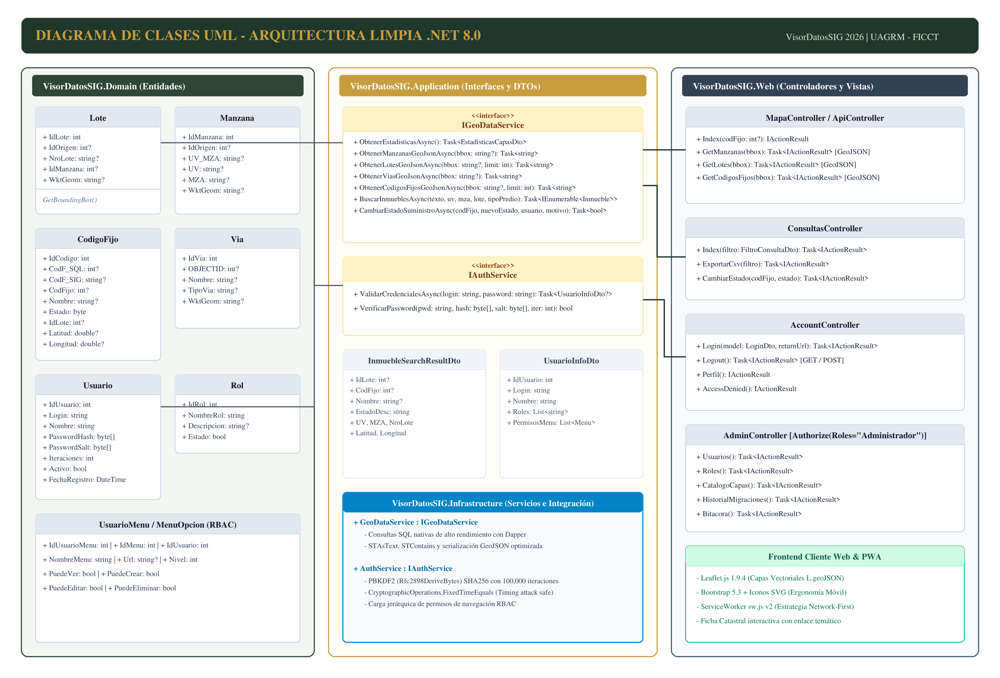 DIAGRAMA DE CLASES UML - ARQUITECTURA LIMPIA .NET 8.0
VisorDatosSIG 2026 | UAGRM - FICCT
VisorDatosSIG.Domain (Entidades)
Lote
+ IdLote: int
+ IdOrigen: int?
+ NroLote: string?
+ IdManzana: int?
+ WktGeom: string?
GetBoundingBox()
Manzana
+ IdManzana: int
+ IdOrigen: int?
+ UV_MZA: string?
+ UV: string?
+ MZA: string?
+ WktGeom: string?
CodigoFijo
+ IdCodigo: int
+ CodF_SQL: int?
+ CodF_SIG: string?
+ CodFijo: int?
+ Nombre: string?
+ Estado: byte
+ IdLote: int?
+ Latitud: double?
+ Longitud: double?
Via
+ IdVia: int
+ OBJECTID: int?
+ Nombre: string?
+ TipoVia: string?
+ WktGeom: string?
Usuario
+ IdUsuario: int
+ Login: string
+ Nombre: string
+ PasswordHash: byte[]
+ PasswordSalt: byte[]
+ Iteraciones: int
+ Activo: bool
+ FechaRegistro: DateTime
Rol
+ IdRol: int
+ NombreRol: string
+ Descripcion: string?
+ Estado: bool
UsuarioMenu / MenuOpcion (RBAC)
+ IdUsuarioMenu: int | + IdMenu: int | + IdUsuario: int
+ NombreMenu: string | + Url: string? | + Nivel: int
+ PuedeVer: bool | + PuedeCrear: bool
+ PuedeEditar: bool | + PuedeEliminar: bool
VisorDatosSIG.Application (Interfaces y DTOs)
<<interface>>
IGeoDataService
+ ObtenerEstadisticasAsync(): Task<EstadisticasCapasDto>
+ ObtenerManzanasGeoJsonAsync(bbox: string?): Task<string>
+ ObtenerLotesGeoJsonAsync(bbox: string?, limit: int): Task<string>
+ ObtenerViasGeoJsonAsync(bbox: string?): Task<string>
+ ObtenerCodigosFijosGeoJsonAsync(bbox: string?, limit: int): Task<string>
+ BuscarInmueblesAsync(texto, uv, mza, lote, tipoPredio): Task<IEnumerable<Inmueble>>
+ CambiarEstadoSuministroAsync(codFijo, nuevoEstado, usuario, motivo): Task<bool>
<<interface>>
IAuthService
+ ValidarCredencialesAsync(login: string, password: string): Task<UsuarioInfoDto?>
+ VerificarPassword(pwd: string, hash: byte[], salt: byte[], iter: int): bool
InmuebleSearchResultDto
+ IdLote: int?
+ CodFijo: int?
+ Nombre: string?
+ EstadoDesc: string
+ UV, MZA, NroLote
+ Latitud, Longitud
UsuarioInfoDto
+ IdUsuario: int
+ Login: string
+ Nombre: string
+ Roles: List<string>
+ PermisosMenu: List<Menu>
VisorDatosSIG.Infrastructure (Servicios e Integración)
+ GeoDataService : IGeoDataService
- Consultas SQL nativas de alto rendimiento con Dapper
- STAsText, STContains y serialización GeoJSON optimizada
+ AuthService : IAuthService
- PBKDF2 (Rfc2898DeriveBytes) SHA256 con 100,000 iteraciones
- CryptographicOperations.FixedTimeEquals (Timing attack safe)
- Carga jerárquica de permisos de navegación RBAC
VisorDatosSIG.Web (Controladores y Vistas)
MapaController / ApiController
+ Index(codFijo: int?): IActionResult
+ GetManzanas(bbox): Task<IActionResult> [GeoJSON]
+ GetLotes(bbox): Task<IActionResult> [GeoJSON]
+ GetCodigosFijos(bbox): Task<IActionResult> [GeoJSON]
ConsultasController
+ Index(filtro: FiltroConsultaDto): Task<IActionResult>
+ ExportarCsv(filtro): Task<IActionResult>
+ CambiarEstado(codFijo, estado): Task<IActionResult>
AccountController
+ Login(model: LoginDto, returnUrl): Task<IActionResult>
+ Logout(): Task<IActionResult> [GET / POST]
+ Perfil(): IActionResult
+ AccessDenied(): IActionResult
AdminController [Authorize(Roles="Administrador")]
+ Usuarios(): Task<IActionResult>
+ Roles(): Task<IActionResult>
+ CatalogoCapas(): Task<IActionResult>
+ HistorialMigraciones(): Task<IActionResult>
+ Bitacora(): Task<IActionResult>
Frontend Cliente Web & PWA
- Leaflet.js 1.9.4 (Capas Vectoriales L.geoJSON)
- Bootstrap 5.3 + Iconos SVG (Ergonomía Móvil)
- ServiceWorker sw.js v2 (Estrategia Network-First)
- Ficha Catastral interactiva con enlace temático